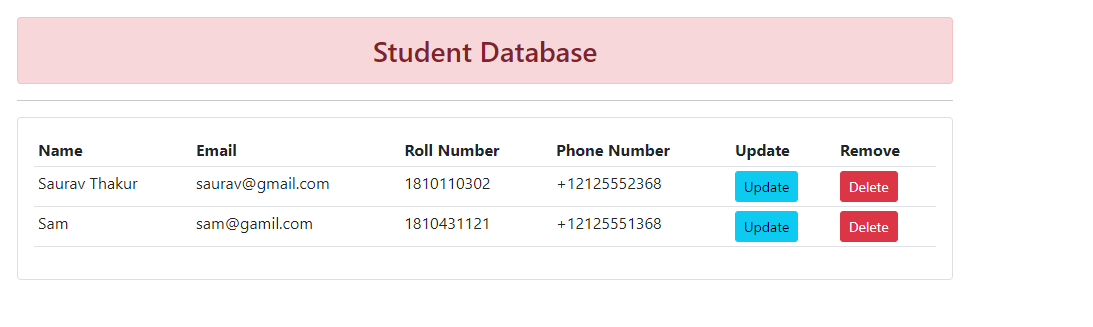 Student Database
Name Email Roll Number Phone Number Update Remove
Saurav Thakur saurav@gmail.com 1810110302 +12125552368 Update Delete
Sam sam@gamil.com 1810431121 +12125551368 Update Delete